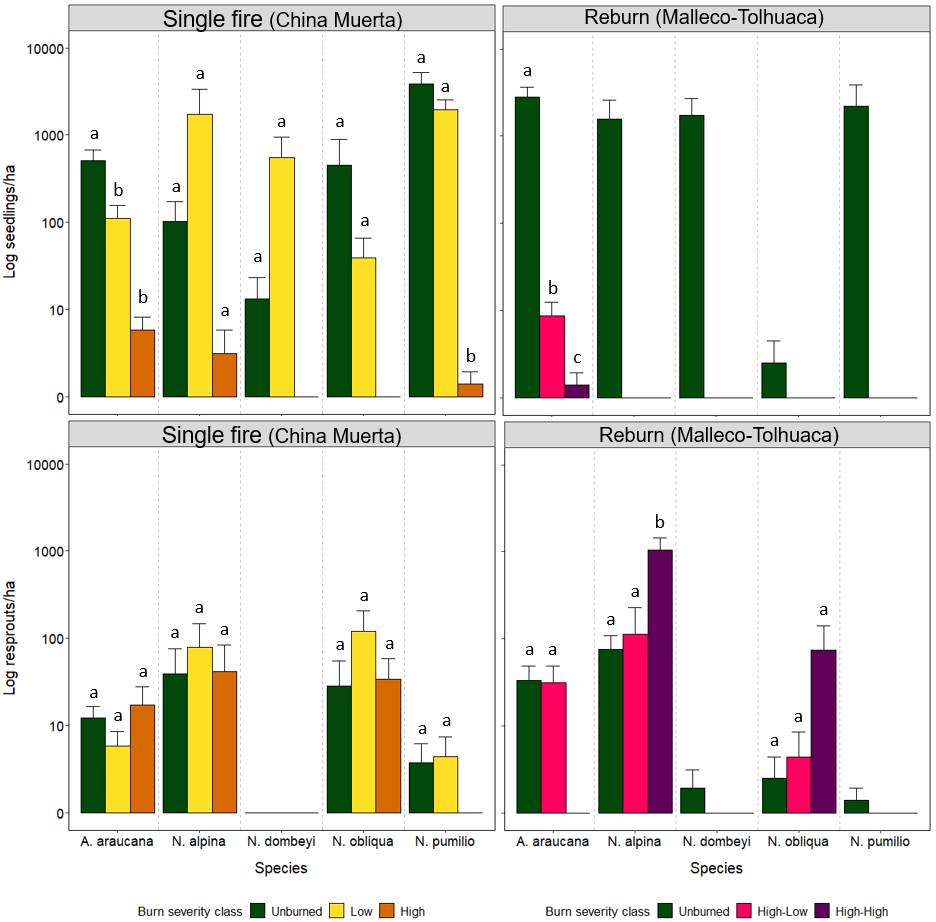 Single fire (China Muerta)
Reburn (Malleco-Tolhuaca)
Log seedlings/ha
10000
1000
100
10
0
a b b
a a a
a a
a a
a a b
a b c
Single fire (China Muerta)
Reburn (Malleco-Tolhuaca)
Log resprouts/ha
10000
1000
100
10
0
a a a
a a a
a a a
a a
a a
a a b
a a a
A. araucana N. alpina N. dombeyi N. obliqua N. pumilio
A. araucana N. alpina N. dombeyi N. obliqua N. pumilio
Species
Species
Burn severity class Unburned Low High
Burn severity class Unburned High-Low High-High